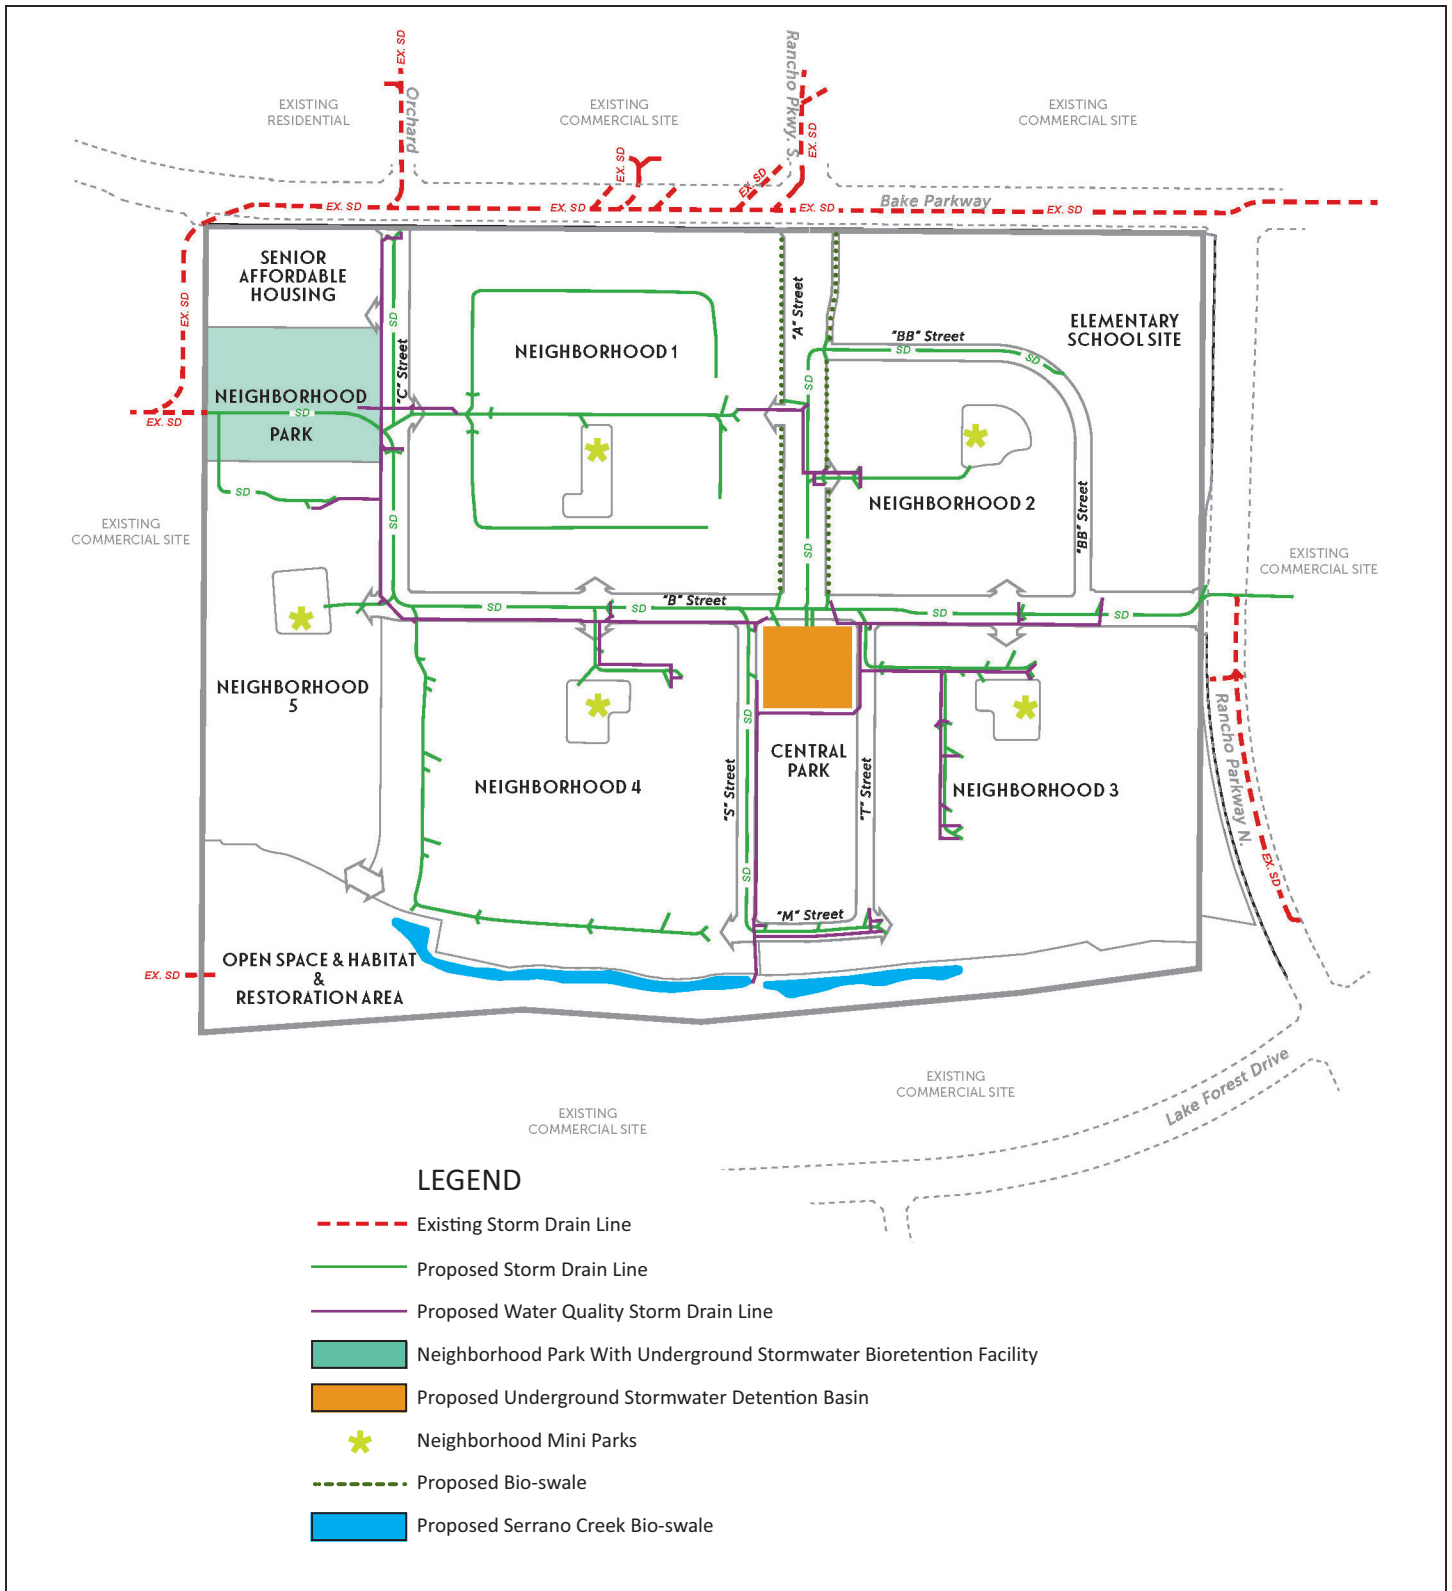 EX. SD
Orchard
Rancho Pkwy. S.
EXISTING
RESIDENTIAL
EXISTING
COMMERCIAL SITE
EXISTING
COMMERCIAL SITE
EX. SD
EX. SD
EX. SD
EX. SD
EX. SD
EX. SD
Bake Parkway
EX. SD
SENIOR
AFFORDABLE
HOUSING
EX. SD
SD
"C" Street
NEIGHBORHOOD 1
"A" Street
"BB" Street
SD
SD
ELEMENTARY
SCHOOL SITE
SD
NEIGHBORHOOD
SD
PARK
EX. SD
SD
SD
NEIGHBORHOOD 2
"BB" Street
EXISTING
COMMERCIAL SITE
SD
EXISTING
COMMERCIAL SITE
SD
SD
"B" Street
SD
SD
NEIGHBORHOOD
5
SD
Rancho Parkway N.
CENTRAL
PARK
NEIGHBORHOOD 4
"S" Street
"T" Street
NEIGHBORHOOD 3
SD
EX. SD
"M" Street
OPEN SPACE & HABITAT
&
RESTORATION AREA
EX. SD
EXISTING
COMMERCIAL SITE
Lake Forest Drive
EXISTING
COMMERCIAL SITE
LEGEND
Existing Storm Drain Line
Proposed Storm Drain Line
Proposed Water Quality Storm Drain Line
Neighborhood Park With Underground Stormwater Bioretention Facility
Proposed Underground Stormwater Detention Basin
Neighborhood Mini Parks
Proposed Bio-swale
Proposed Serrano Creek Bio-swale